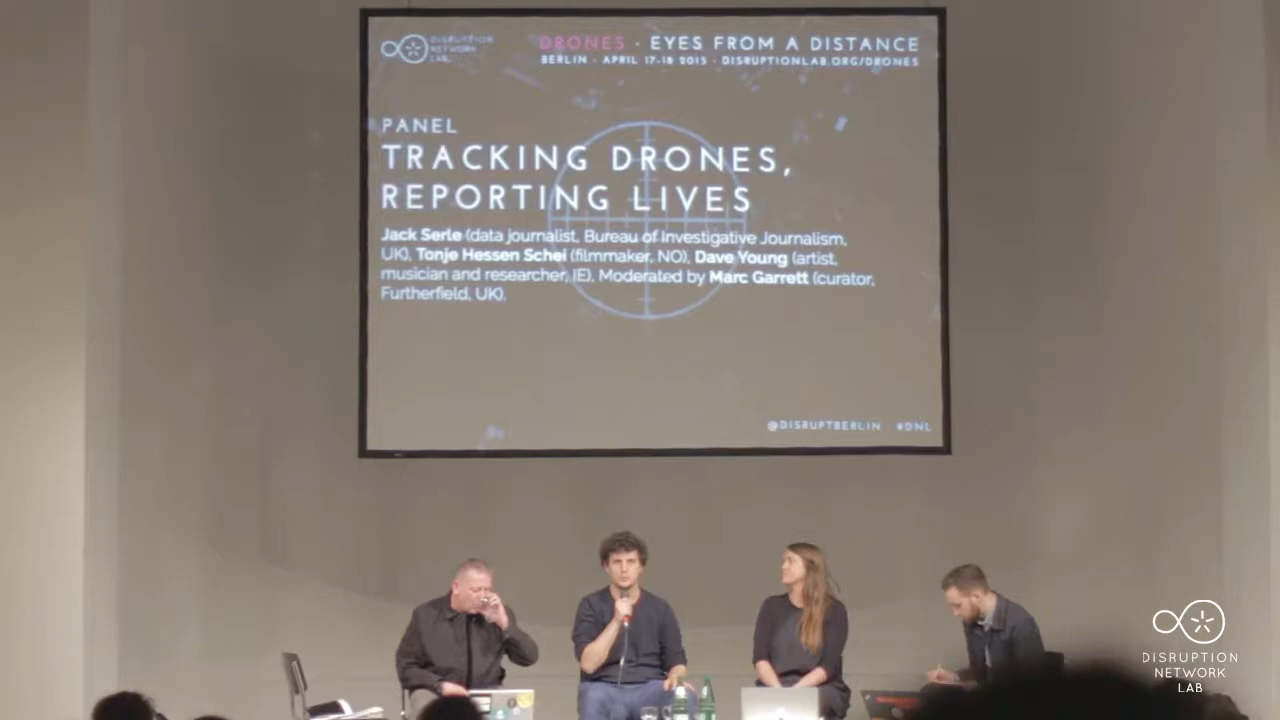 DISRUPTION
NETWORK
LAB
DRONES · EYES FROM A DISTANCE
BERLIN · APRIL 17-18 2015 · DISRUPTIONLAB.ORG/DRONES
PANEL
TRACKING DRONES,
REPORTING LIVES
Jack Serle (data journalist, Bureau of Investigative Journalism,
UK), Tonje Hessen Schei (filmmaker, NO), Dave Young (artist,
musician and researcher, IE), Moderated by Marc Garrett (curator,
Furtherfield, UK).
@DISRUPTBERLIN #DNL
DISRUPTION
NETWORK
LAB